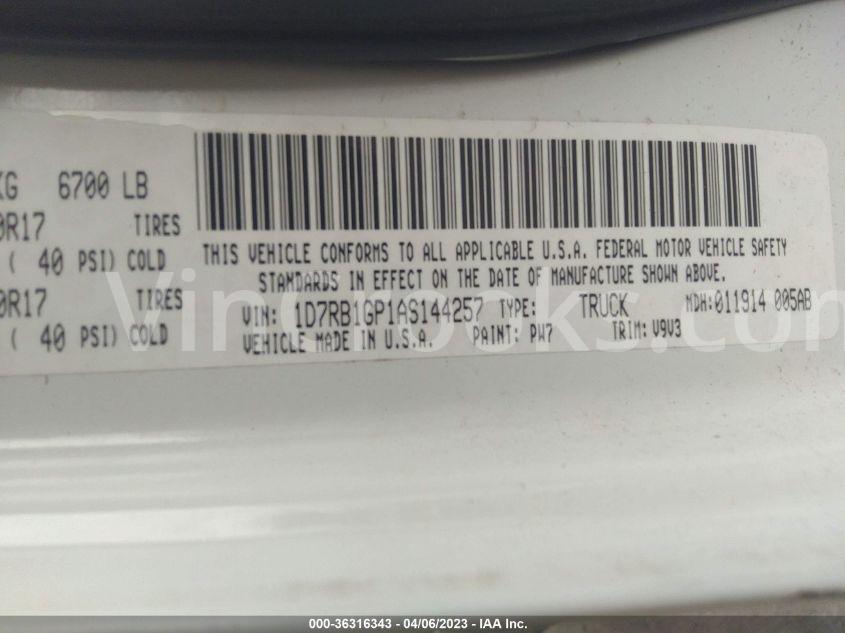 KG 6700 LB
0R17 TIRES
( 40 PSI) COLD
0R17 TIRES
( 40 PSI) COLD
THIS VEHICLE CONFORMS TO ALL APPLICABLE U.S.A. FEDERAL MOTOR VEHICLE SAFETY
STANDARDS IN EFFECT ON THE DATE OF MANUFACTURE SHOWN ABOVE.
VIN: 1D7RB1GP1AS144257 TYPE: TRUCK MDH:011914 005AB
VEHICLE MADE IN U.S.A. PAINT: PW7 TRIM: V9V3
000-36316343 - 04/06/2023 - IAA Inc.